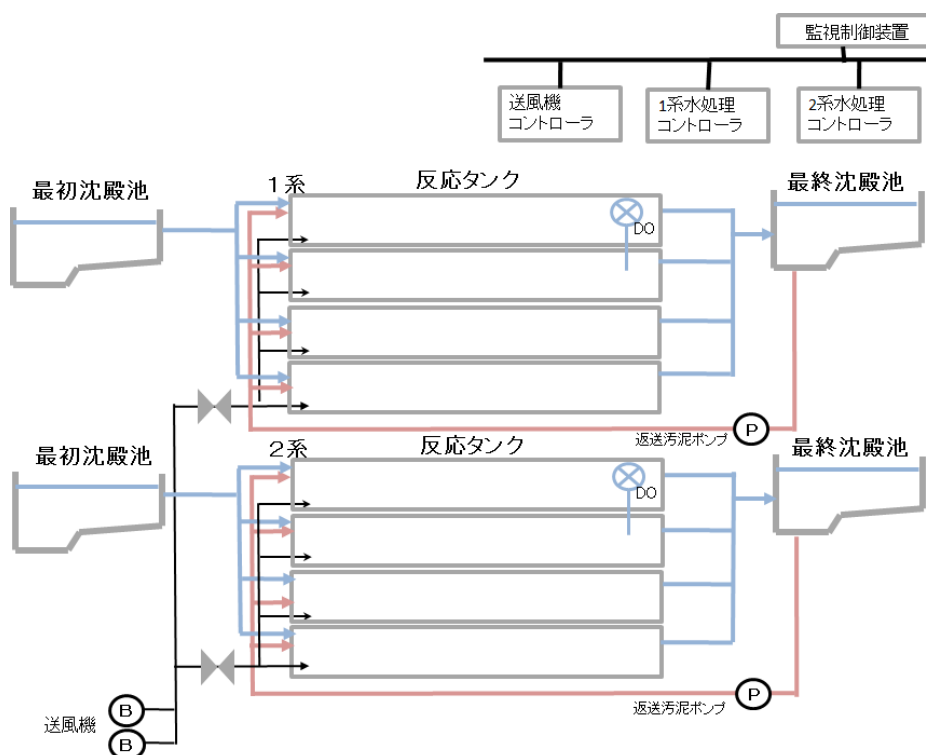 監視制御装置
送風機
コントローラ
1系水処理
コントローラ
2系水処理
コントローラ
最初沈殿池
1系
反応タンク
最終沈殿池
DO
返送汚泥ポンプ
P
最初沈殿池
2系
反応タンク
最終沈殿池
DO
返送汚泥ポンプ
P
送風機
B
B